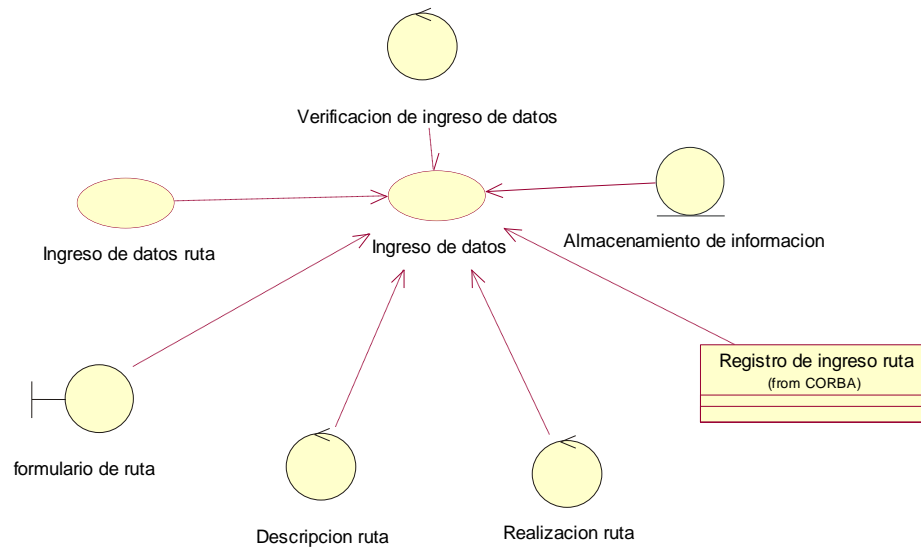 Verificacion de ingreso de datos
Ingreso de datos ruta
Ingreso de datos
Almacenamiento de informacion
Registro de ingreso ruta
(from CORBA)
formulario de ruta
Descripcion ruta
Realizacion ruta